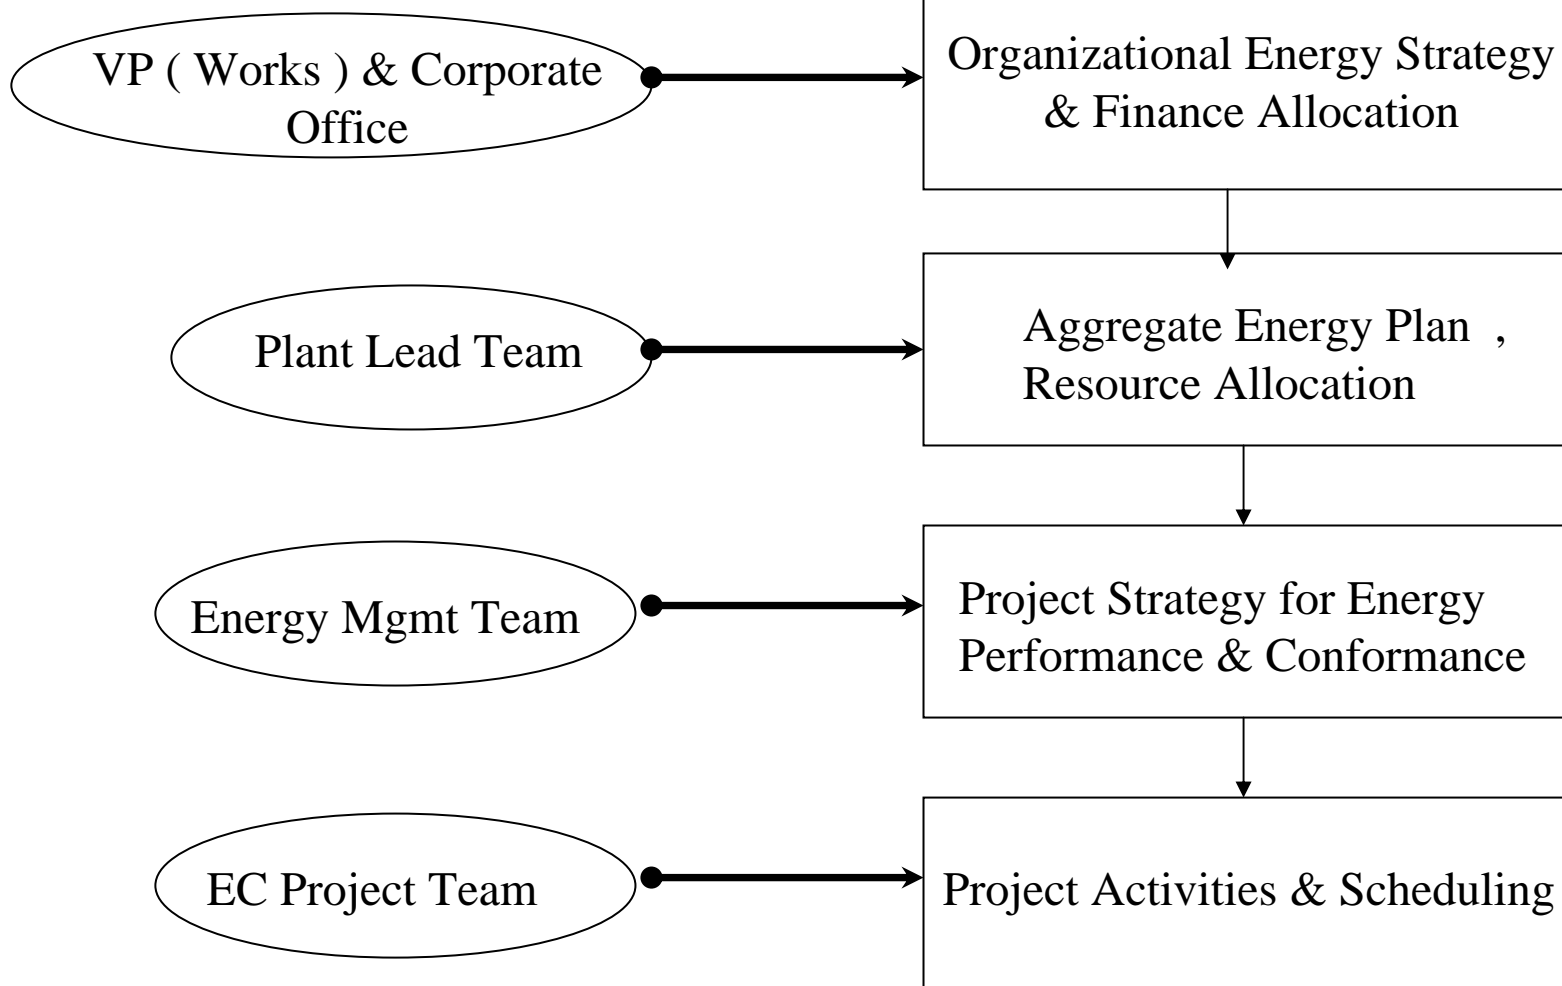 VP ( Works ) & Corporate
Office
Organizational Energy Strategy
& Finance Allocation
Plant Lead Team
Aggregate Energy Plan ,
Resource Allocation
Energy Mgmt Team
Project Strategy for Energy
Performance & Conformance
EC Project Team
Project Activities & Scheduling